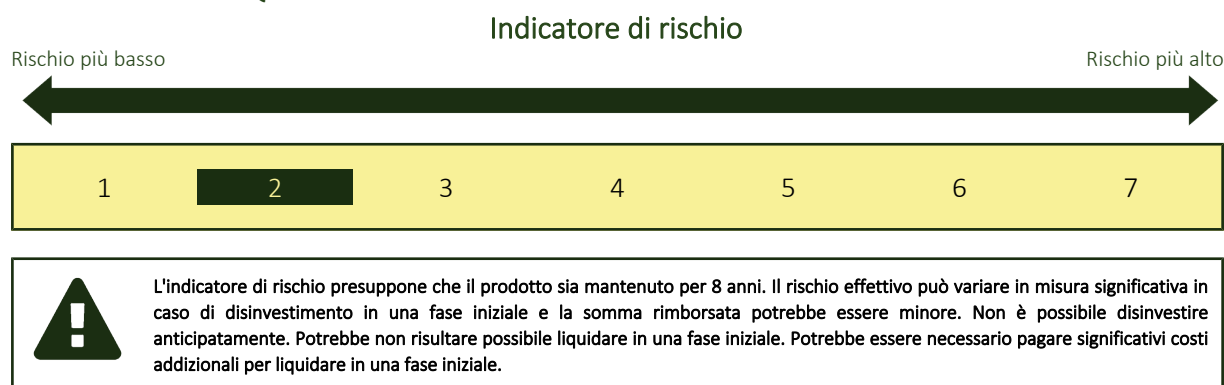 Indicatore di rischio
Rischio più basso
Rischio più alto
1 2 3 4 5 6 7
L'indicatore di rischio presuppone che il prodotto sia mantenuto per 8 anni. Il rischio effettivo può variare in misura significativa in
caso di disinvestimento in una fase iniziale e la somma rimborsata potrebbe essere minore. Non è possibile disinvestire
anticipatamente. Potrebbe non risultare possibile liquidare in una fase iniziale. Potrebbe essere necessario pagare significativi costi
addizionali per liquidare in una fase iniziale.